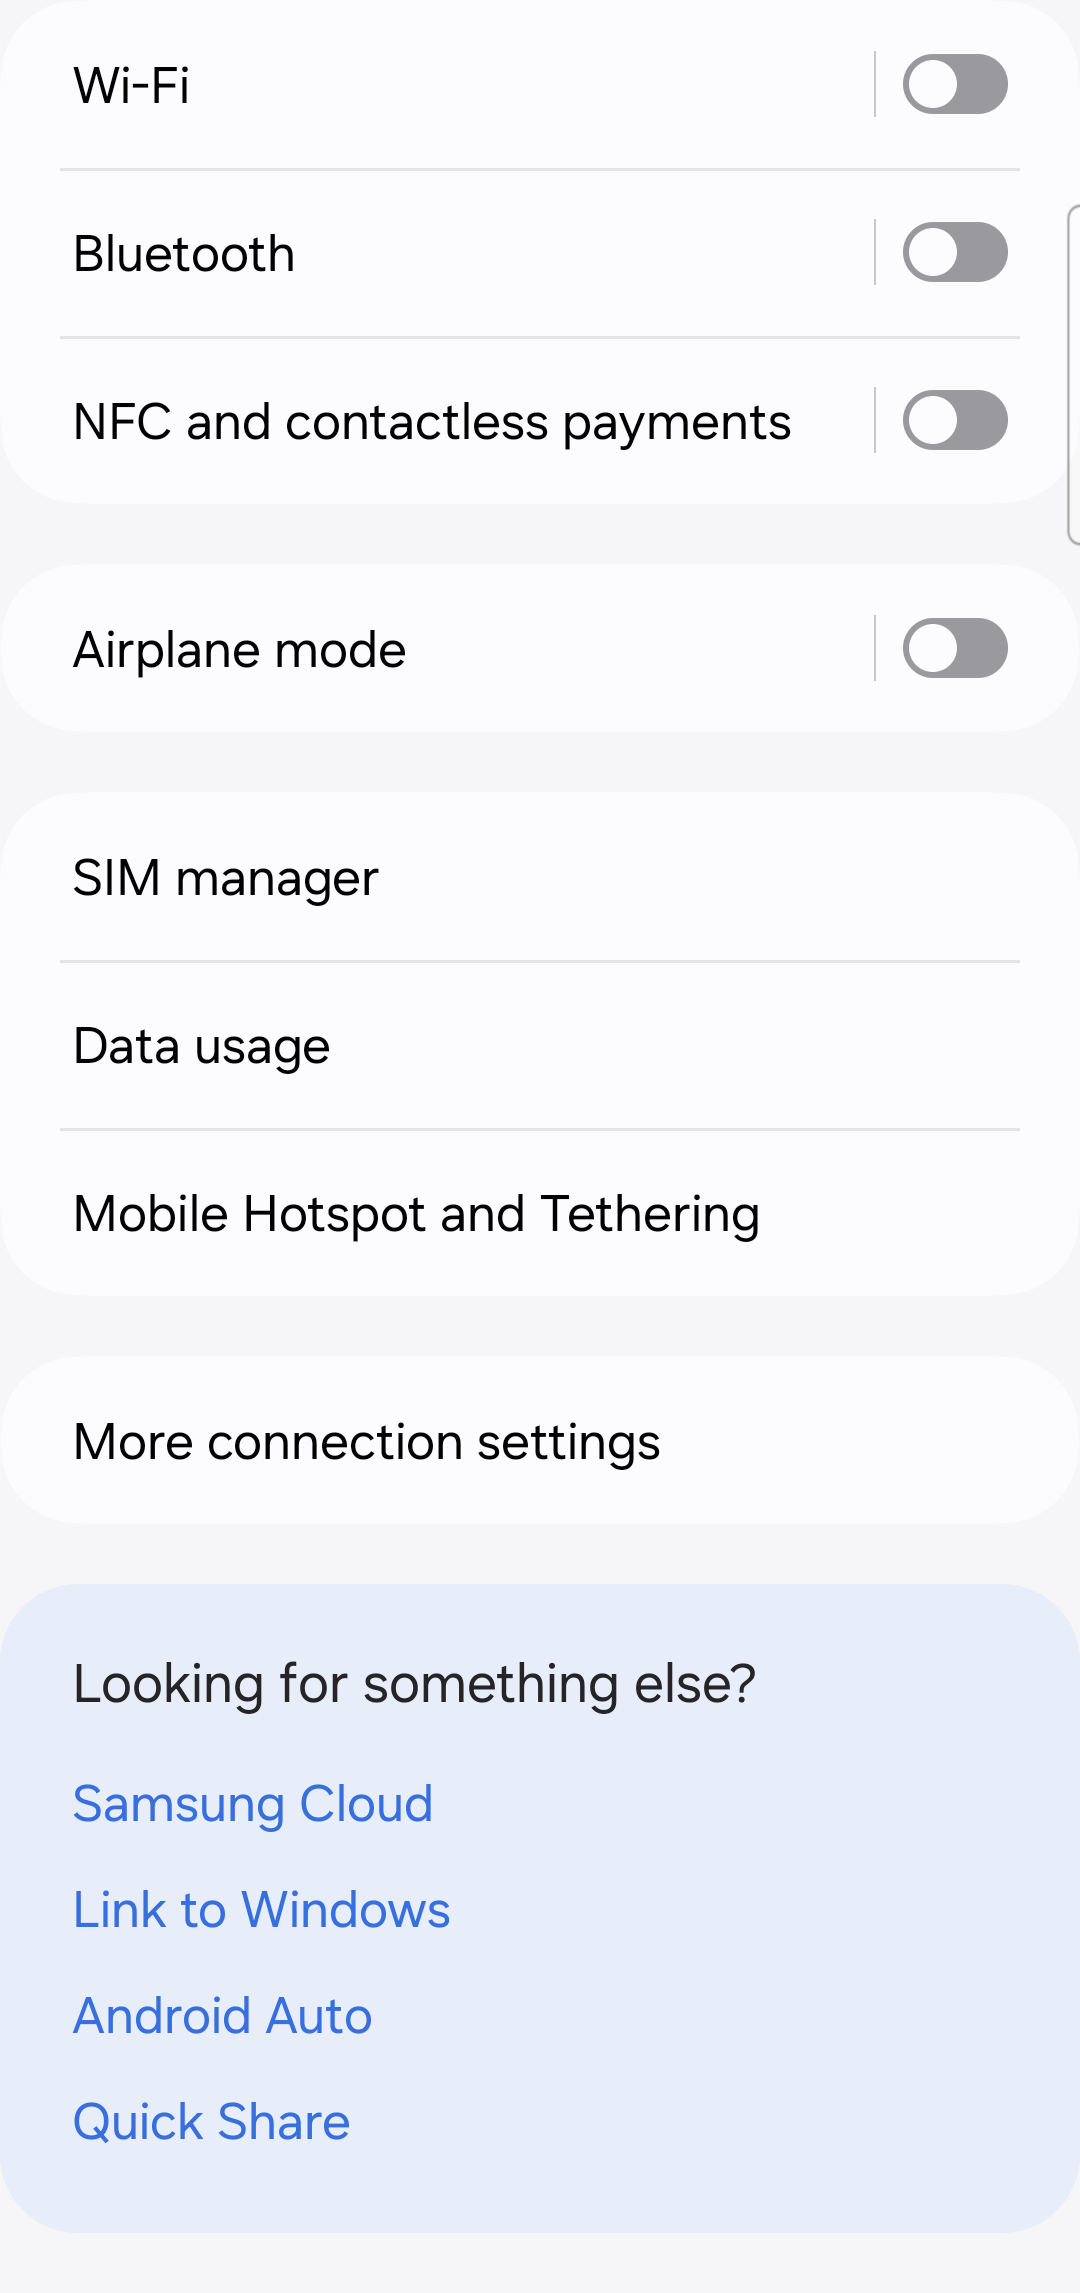 Wi-Fi
Bluetooth
NFC and contactless payments
Airplane mode
SIM manager
Data usage
Mobile Hotspot and Tethering
More connection settings
Looking for something else?
Samsung Cloud
Link to Windows
Android Auto
Quick Share